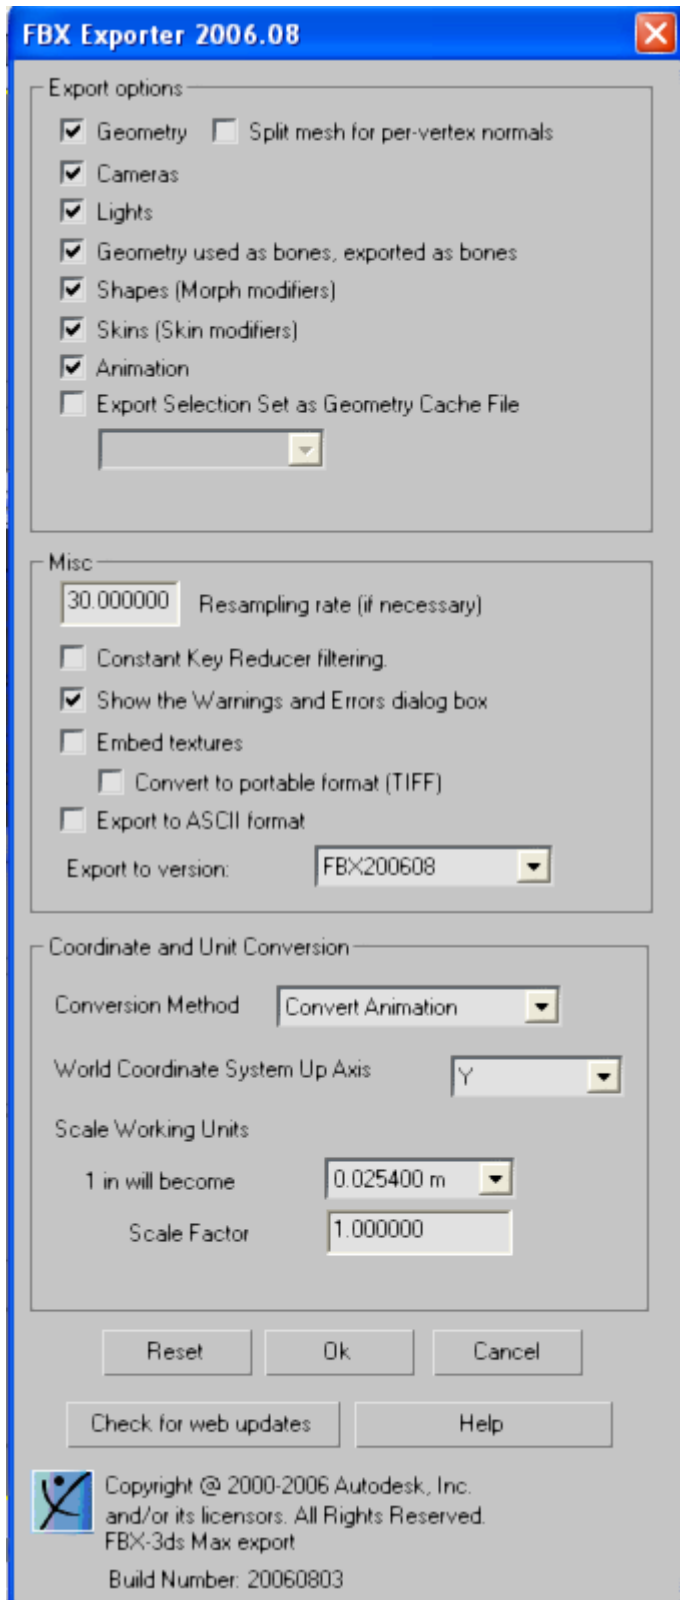 FBX Exporter 2006.08
Export options
Geometry Split mesh for per-vertex normals
Cameras
Lights
Geometry used as bones, exported as bones
Shapes (Morph modifiers)
Skins (Skin modifiers)
Animation
Export Selection Set as Geometry Cache File
Misc
30.000000 Resampling rate (if necessary)
Constant Key Reducer filtering.
Show the Warnings and Errors dialog box
Embed textures
Convert to portable format (TIFF)
Export to ASCII format
Export to version: FBX200608
Coordinate and Unit Conversion
Conversion Method Convert Animation
World Coordinate System Up Axis Y
Scale Working Units
1 in will become 0.025400 m
Scale Factor 1.000000
Reset Ok Cancel
Check for web updates Help
Copyright @ 2000-2006 Autodesk, Inc.
and/or its licensors. All Rights Reserved.
FBX-3ds Max export
Build Number: 20060803